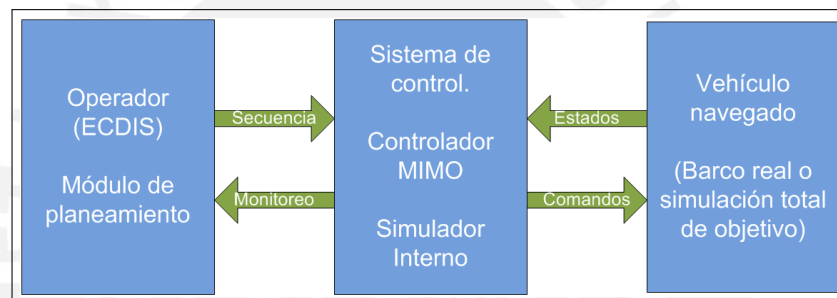 Operador
(ECDIS)
Módulo de
planeamiento
Secuencia
Monitoreo
Sistema de
control.
Controlador
MIMO
Simulador
Interno
Estados
Comandos
Vehículo
navegado
(Barco real o
simulación total
de objetivo)